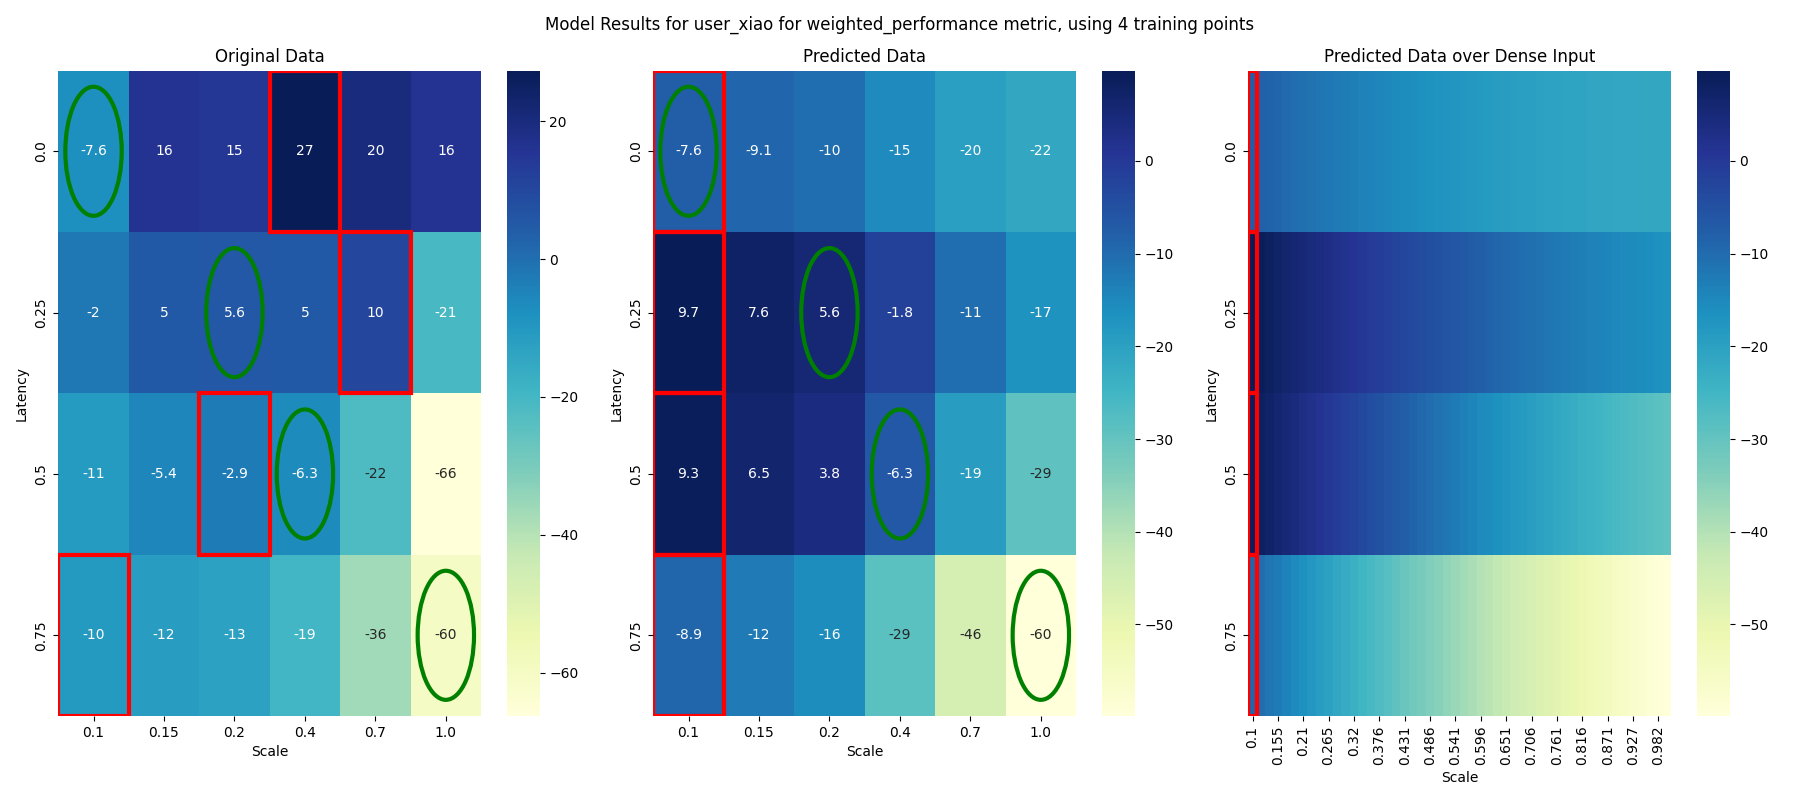 Model Results for user_xiao for weighted_performance metric, using 4 training points
Original Data
-7.6 16 15 27 20 16
-2 5 5.6 5 10 -21
-11 -5.4 -2.9 -6.3 -22 -66
-10 -12 -13 -19 -36 -60
0.0
0.25
0.5
0.75
Latency
0.1 0.15 0.2 0.4 0.7 1.0
Scale
20
0
−20
−40
−60
Predicted Data
-7.6 -9.1 -10 -15 -20 -22
9.7 7.6 5.6 -1.8 -11 -17
9.3 6.5 3.8 -6.3 -19 -29
-8.9 -12 -16 -29 -46 -60
0.0
0.25
0.5
0.75
Latency
0.1 0.15 0.2 0.4 0.7 1.0
Scale
0
−10
−20
−30
−40
−50
Predicted Data over Dense Input
0.0
0.25
0.5
0.75
Latency
0.1 0.155 0.21 0.265 0.32 0.376 0.431 0.486 0.541 0.596 0.651 0.706 0.761 0.816 0.871 0.927 0.982
Scale
0
−10
−20
−30
−40
−50